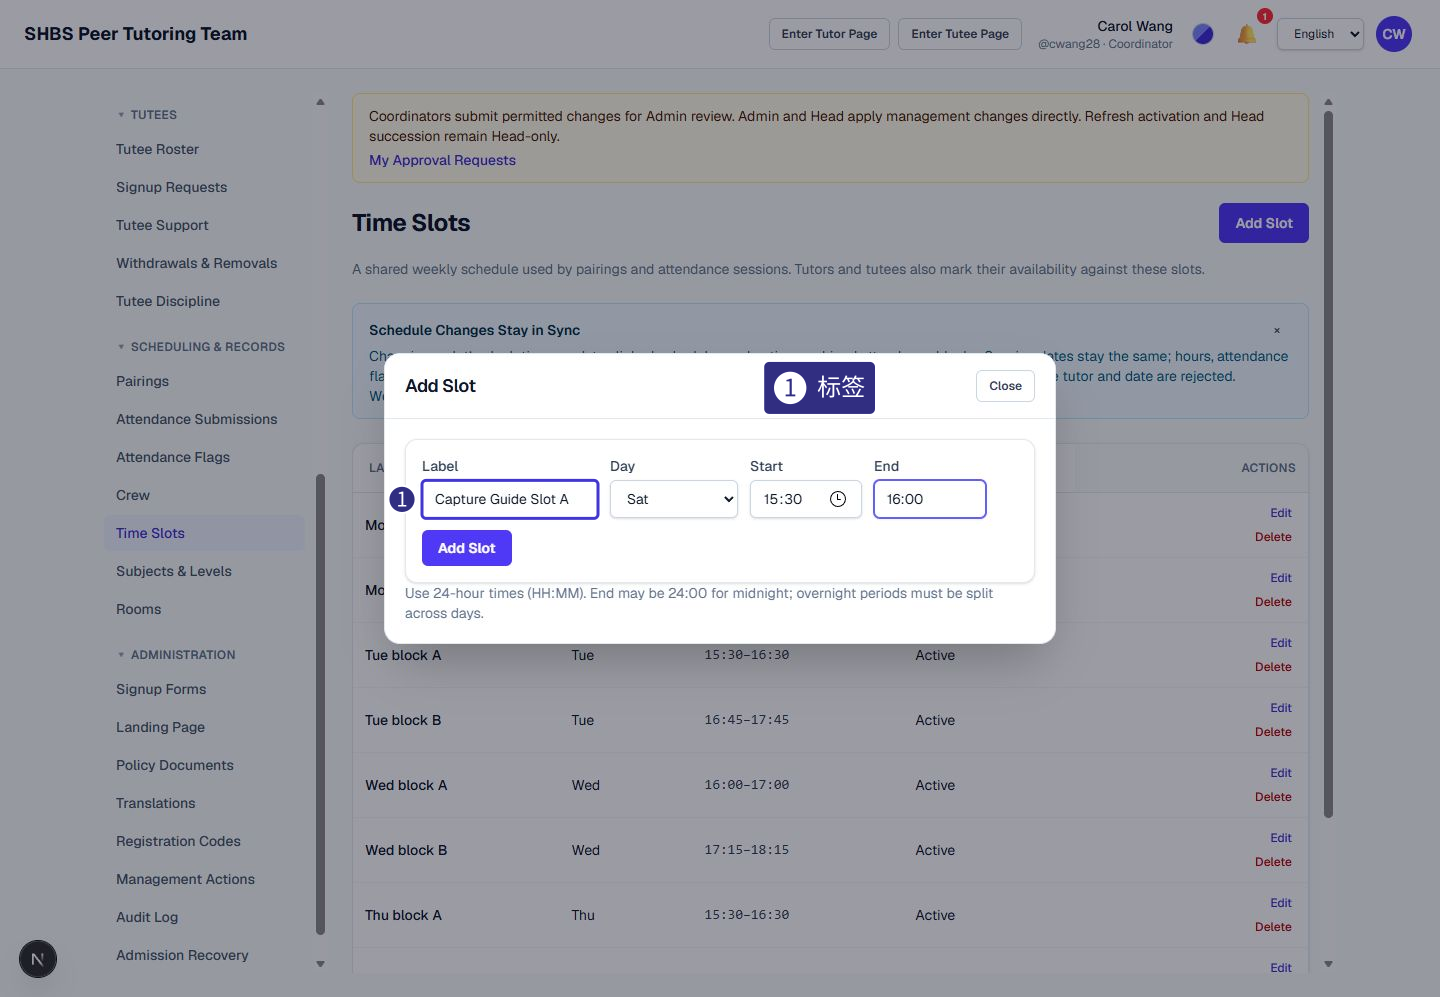 SHBS Peer Tutoring Team
Enter Tutor Page
Enter Tutee Page
Carol Wang
@cwang28 · Coordinator
1
English
CW
TUTEES
Tutee Roster
Signup Requests
Tutee Support
Withdrawals & Removals
Tutee Discipline
SCHEDULING & RECORDS
Pairings
Attendance Submissions
Attendance Flags
Crew
Time Slots
Subjects & Levels
Rooms
ADMINISTRATION
Signup Forms
Landing Page
Policy Documents
Translations
Registration Codes
Management Actions
Audit Log
Admission Recovery
N
Coordinators submit permitted changes for Admin review. Admin and Head apply management changes directly. Refresh activation and Head
succession remain Head-only.
My Approval Requests
Time Slots
Add Slot
A shared weekly schedule used by pairings and attendance sessions. Tutors and tutees also mark their availability against these slots.
Schedule Changes Stay in Sync
×
stay the same; hours, attendance
tutor and date are rejected.
ACTIONS
Add Slot
1 标签
Close
Label
Day
Start
End
1
Capture Guide Slot A
Sat
15:30
16:00
Add Slot
Use 24-hour times (HH:MM). End may be 24:00 for midnight; overnight periods must be split
across days.
Edit
Delete
Edit
Delete
Tue block A Tue 15:30–16:30 Active Edit
Delete
Tue block B Tue 16:45–17:45 Active Edit
Delete
Wed block A Wed 16:00–17:00 Active Edit
Delete
Wed block B Wed 17:15–18:15 Active Edit
Delete
Thu block A Thu 15:30–16:30 Active Edit
Delete
Edit